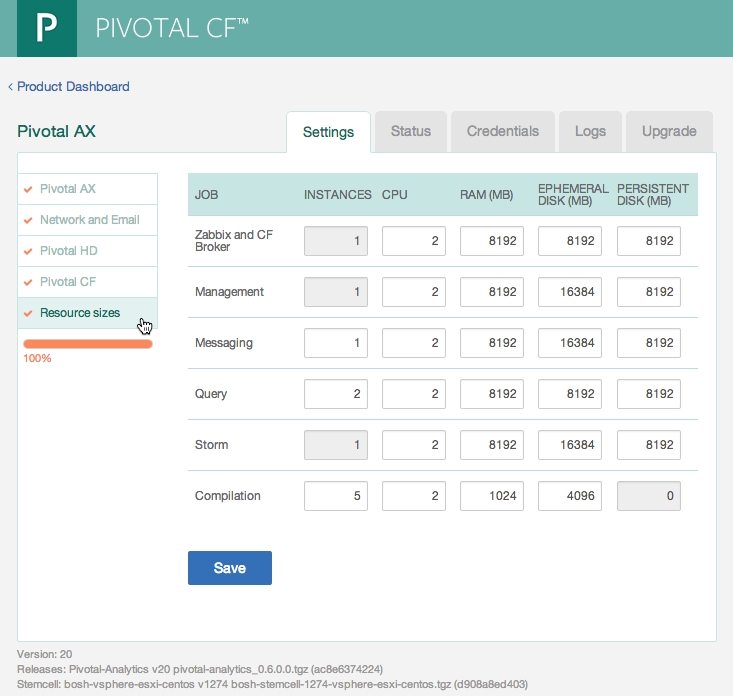 P PIVOTAL CF™
‹ Product Dashboard
Pivotal AX
Settings Status Credentials Logs Upgrade
Pivotal AX
Network and Email
Pivotal HD
Pivotal CF
Resource sizes
100%
JOB INSTANCES CPU RAM (MB) EPHEMERAL DISK (MB) PERSISTENT DISK (MB)
Zabbix and CF Broker 1 2 8192 8192 8192
Management 1 2 8192 16384 8192
Messaging 1 2 8192 16384 8192
Query 2 2 8192 8192 8192
Storm 1 2 8192 16384 8192
Compilation 5 2 1024 4096 0
Save
Version: 20
Releases: Pivotal-Analytics v20 pivotal-analytics_0.6.0.0.tgz (ac8e6374224)
Stemcell: bosh-vsphere-esxi-centos v1274 bosh-stemcell-1274-vsphere-esxi-centos.tgz (d908a8ed403)